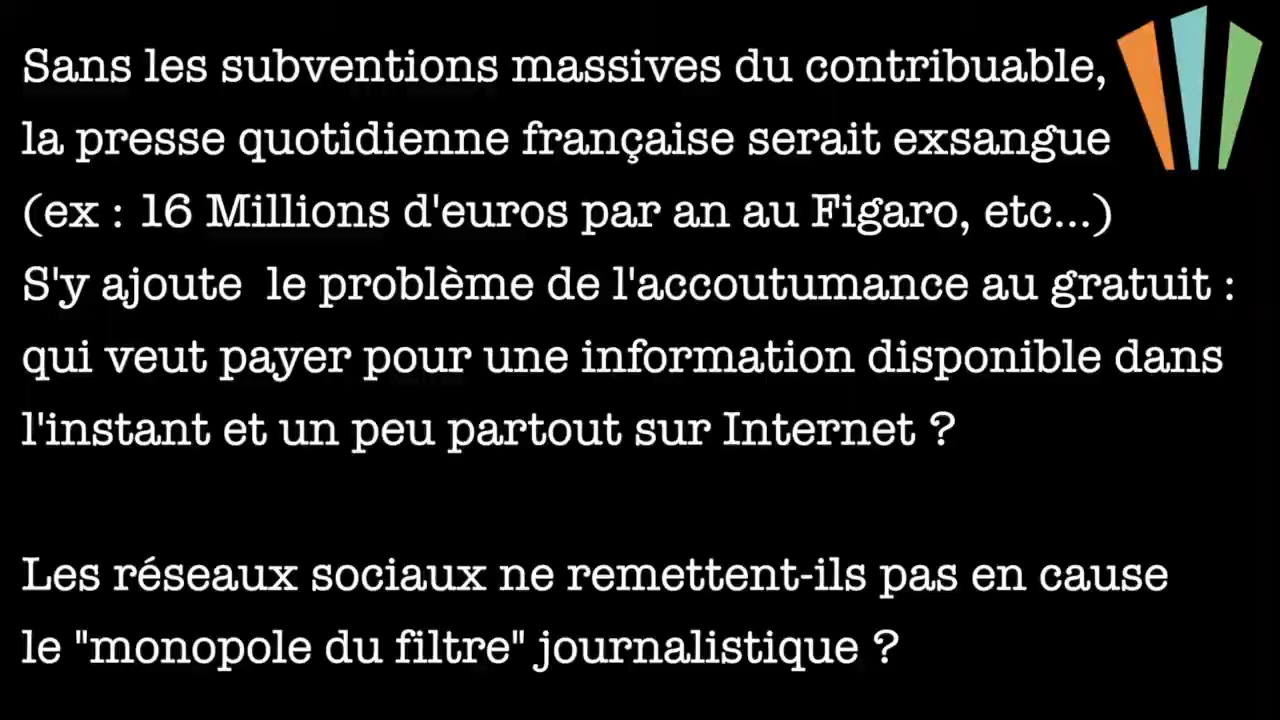 Sans les subventions massives du contribuable,
la presse quotidienne française serait exsangue
(ex : 16 Millions d'euros par an au Figaro, etc...)
S'y ajoute  le problème de l'accoutumance au gratuit :
qui veut payer pour une information disponible dans
l'instant et un peu partout sur Internet ?
Les réseaux sociaux ne remettent-ils pas en cause
le "monopole du filtre" journalistique ?